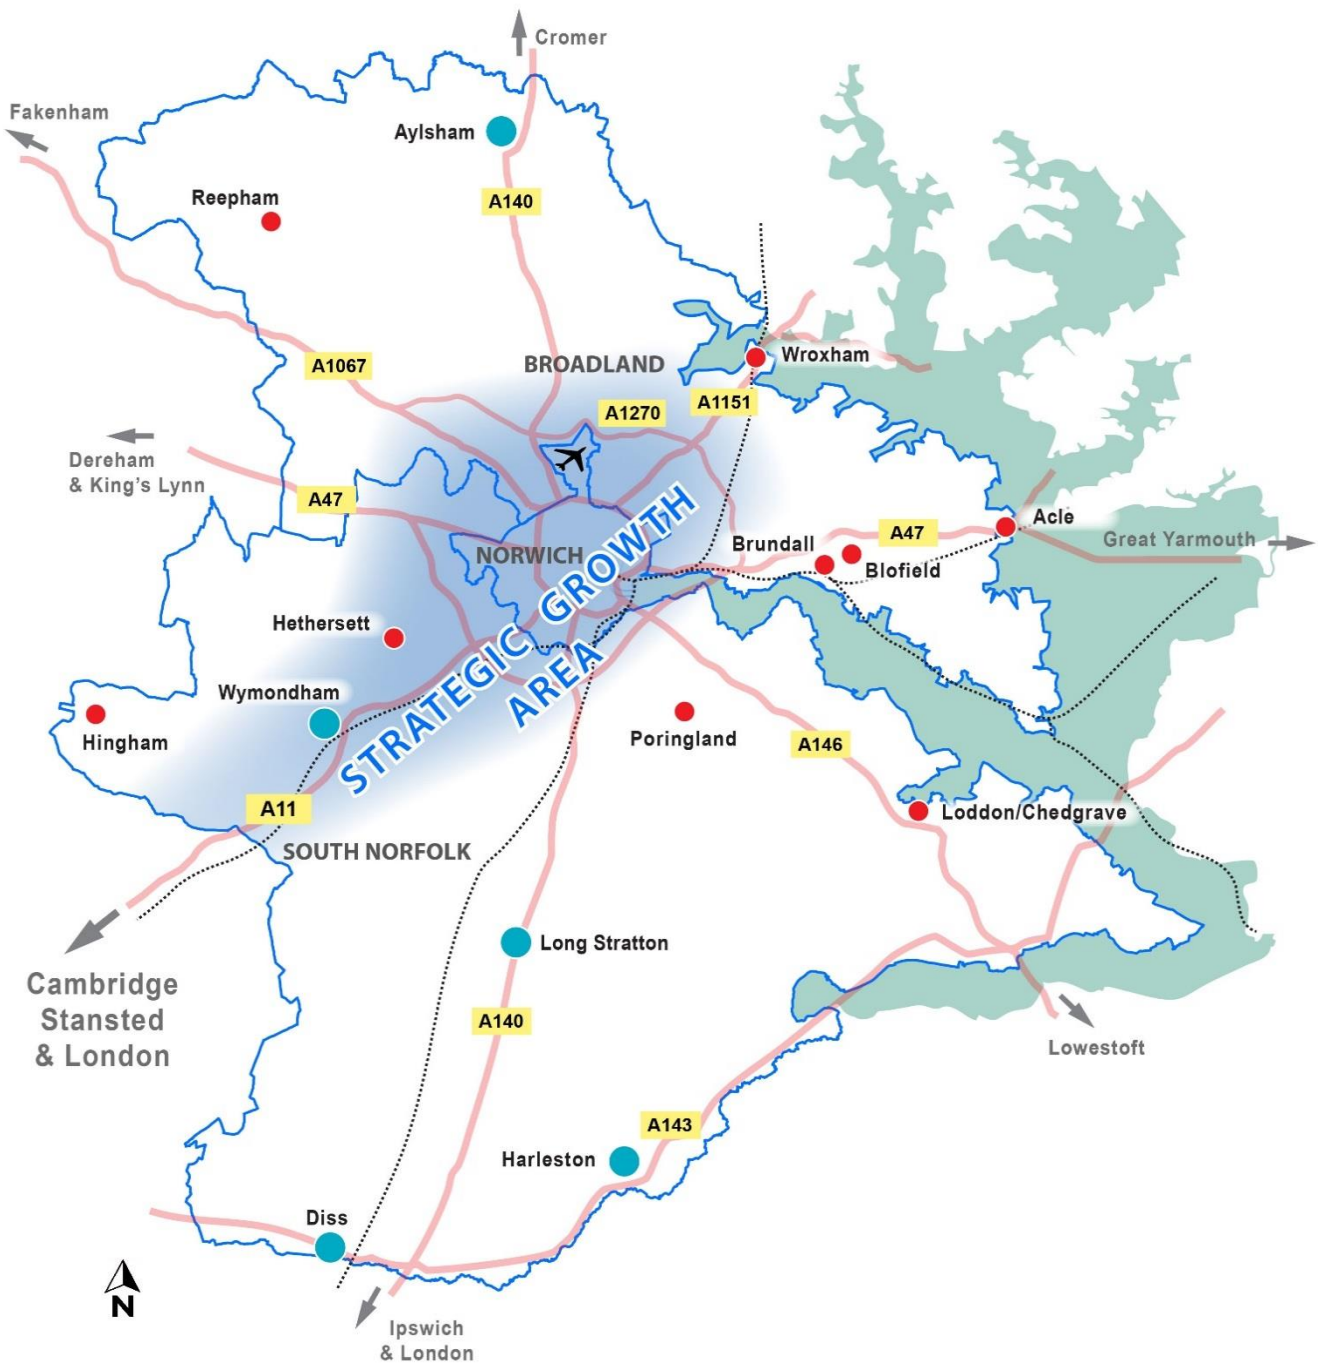 Cromer
Fakenham
Aylsham
Reepham
A140
BROADLAND
Wroxham
A1067
A1270
A1151
Dereham
& King's Lynn
A47
NORWICH
Acle
A47
Brundall
Blofield
Great Yarmouth
STRATEGIC GROWTH
AREA
Hethersett
Wymondham
Hingham
Poringland
A146
A11
Loddon/Chedgrave
SOUTH NORFOLK
Long Stratton
Cambridge
Stansted
& London
A140
Lowestoft
A143
Harleston
Diss
N
Ipswich
& London